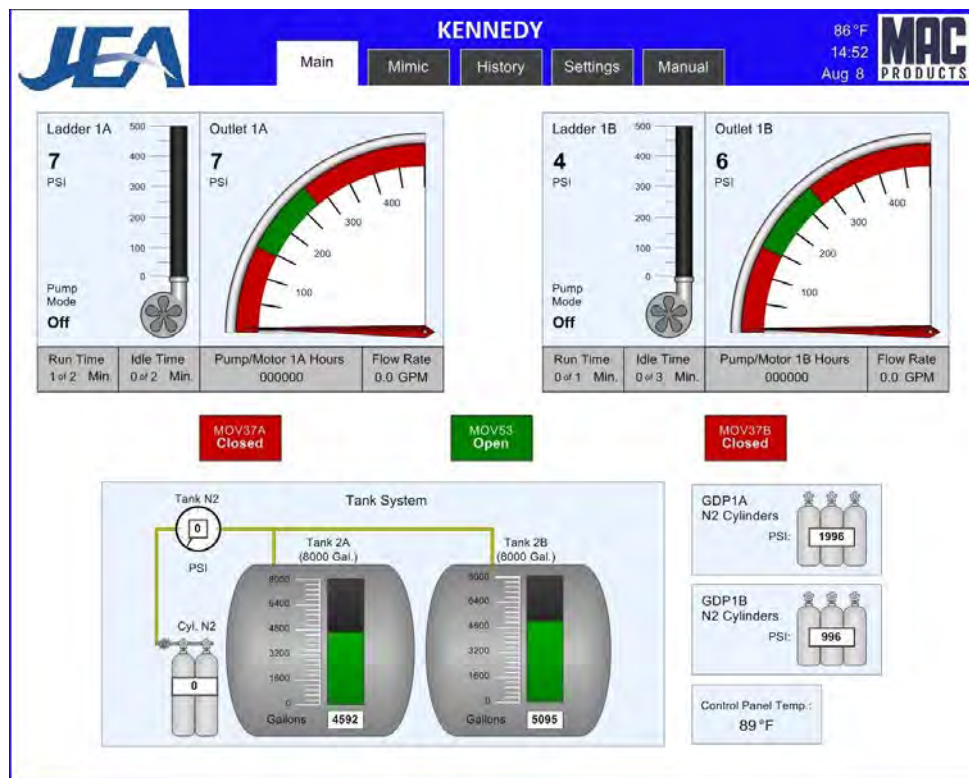 JEA
KENNEDY
86 °F
14:52
Aug 8
MAC
PRODUCTS
Main
Mimic
History
Settings
Manual
Ladder 1A
7
PSI
500
400
300
200
100
0
Pump
Mode
Off
Outlet 1A
7
PSI
100
200
300
400
Run Time
1 of 2 Min.
Idle Time
0 of 2 Min.
Pump/Motor 1A Hours
000000
Flow Rate
0.0 GPM
Ladder 1B
4
PSI
500
400
300
200
100
0
Pump
Mode
Off
Outlet 1B
6
PSI
100
200
300
400
Run Time
0 of 1 Min.
Idle Time
0 of 3 Min.
Pump/Motor 1B Hours
000000
Flow Rate
0.0 GPM
MOV37A
Closed
MOV53
Open
MOV37B
Closed
Tank System
Tank N2
0
PSI
Cyl. N2
0
Tank 2A
(8000 Gal.)
8000
6400
4800
3200
1600
0
Gallons 4592
Tank 2B
(8000 Gal.)
8000
6400
4800
3200
1600
0
Gallons 5095
GDP1A
N2 Cylinders
PSI: 1996
GDP1B
N2 Cylinders
PSI: 996
Control Panel Temp.:
89 °F